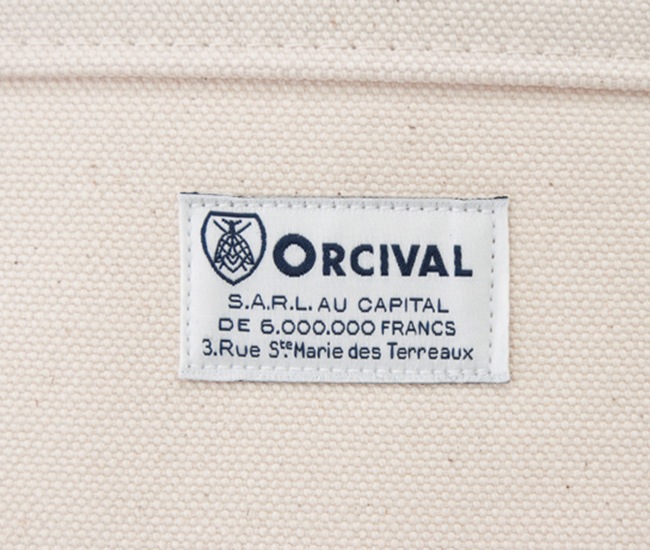 ORCIVAL
S.A.R.L. AU CAPITAL
DE 6.000.000 FRANCS
3.Rue Ste.Marie des Terreaux